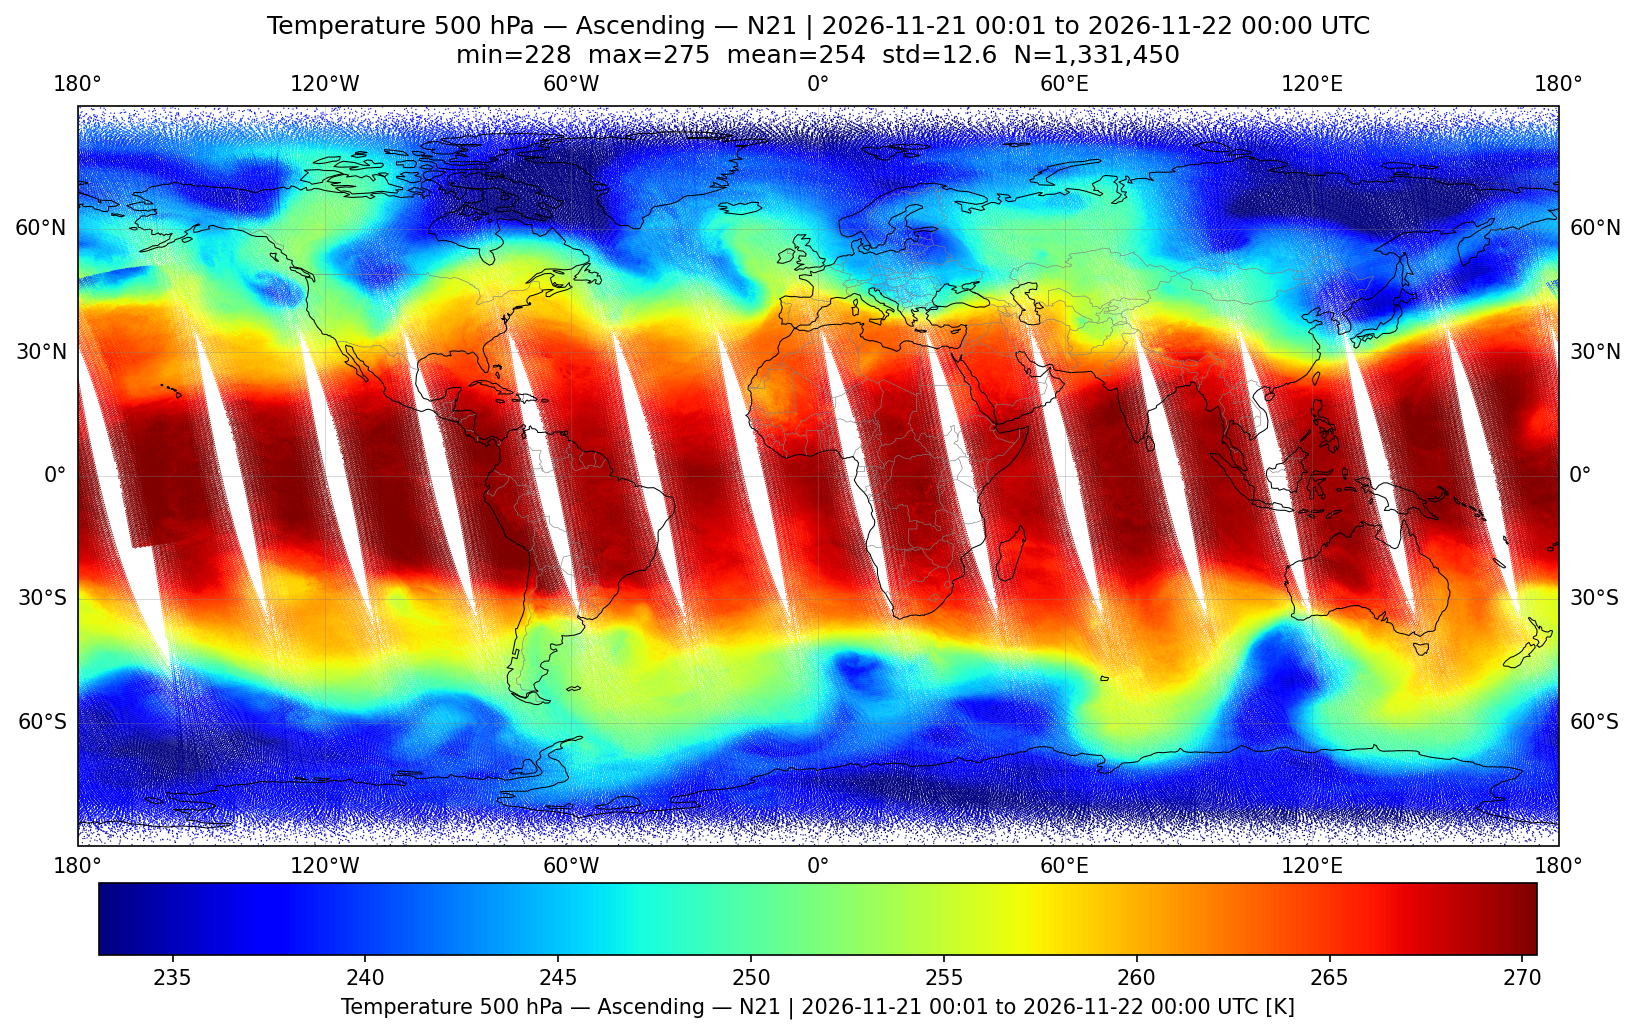 Temperature 500 hPa — Ascending — N21 | 2026-11-21 00:01 to 2026-11-22 00:00 UTC
min=228 max=275 mean=254 std=12.6 N=1,331,450
180° 120°W 60°W 0° 60°E 120°E 180°
60°N 60°N
30°N 30°N
0° 0°
30°S 30°S
60°S 60°S
180° 120°W 60°W 0° 60°E 120°E 180°
235 240 245 250 255 260 265 270
Temperature 500 hPa — Ascending — N21 | 2026-11-21 00:01 to 2026-11-22 00:00 UTC [K]